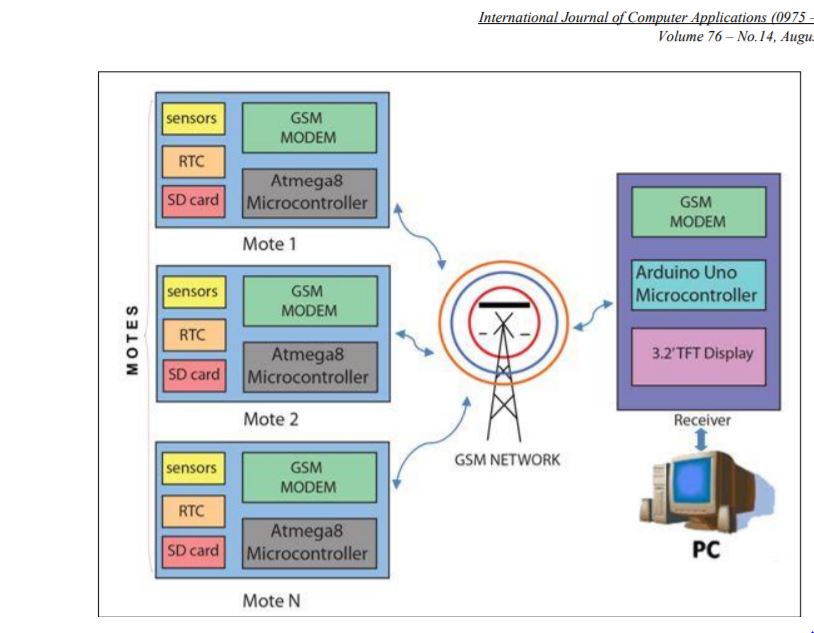 International Journal of Computer Applications (0975 –
Volume 76 – No.14, Augus
sensors
GSM
MODEM
RTC
SD card
Atmega8
Microcontroller
Mote 1
sensors
GSM
MODEM
RTC
SD card
Atmega8
Microcontroller
Mote 2
sensors
GSM
MODEM
RTC
SD card
Atmega8
Microcontroller
Mote N
MOTES
GSM NETWORK
GSM
MODEM
Arduino Uno
Microcontroller
3.2'TFT Display
Receiver
PC